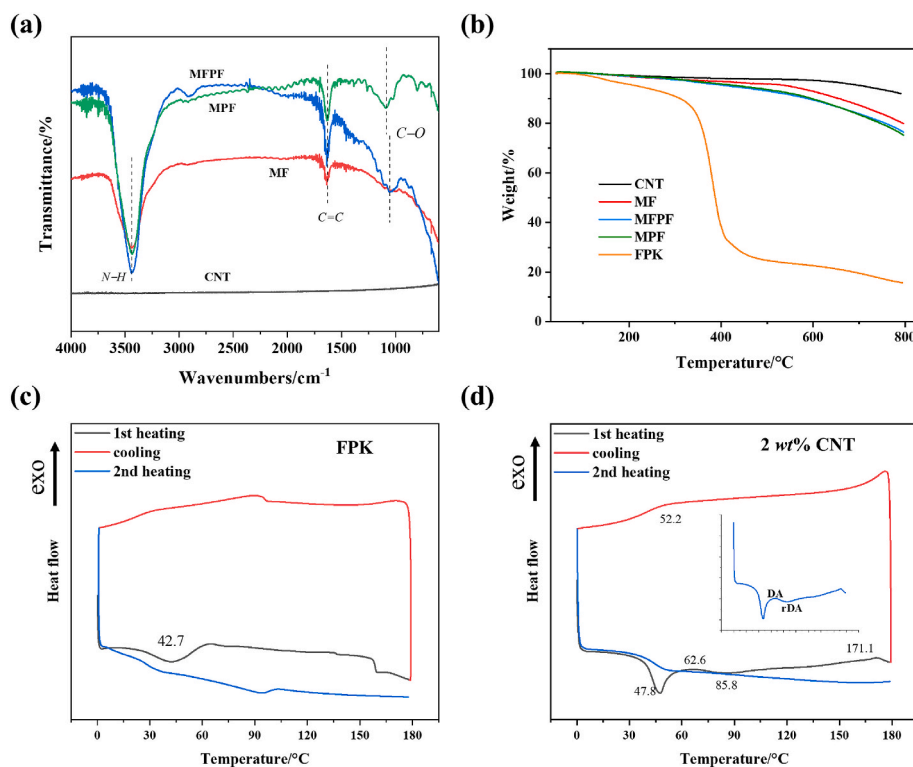 (a)
MFPF
MPF
MF
CNT
C−O
C=C
N−H
Transmittance/%
4000
3500
3000
2500
2000
1500
1000
Wavenumbers/cm⁻¹
(b)
100
80
60
40
20
0
Weight/%
CNT
MF
MFPF
MPF
FPK
200
400
600
800
Temperature/°C
(c)
1st heating
cooling
2nd heating
FPK
exo
Heat flow
42.7
0
30
60
90
120
150
180
Temperature/°C
(d)
1st heating
cooling
2nd heating
2 wt% CNT
exo
Heat flow
52.2
DA
rDA
47.8
62.6
85.8
171.1
0
30
60
90
120
150
180
Temperature/°C